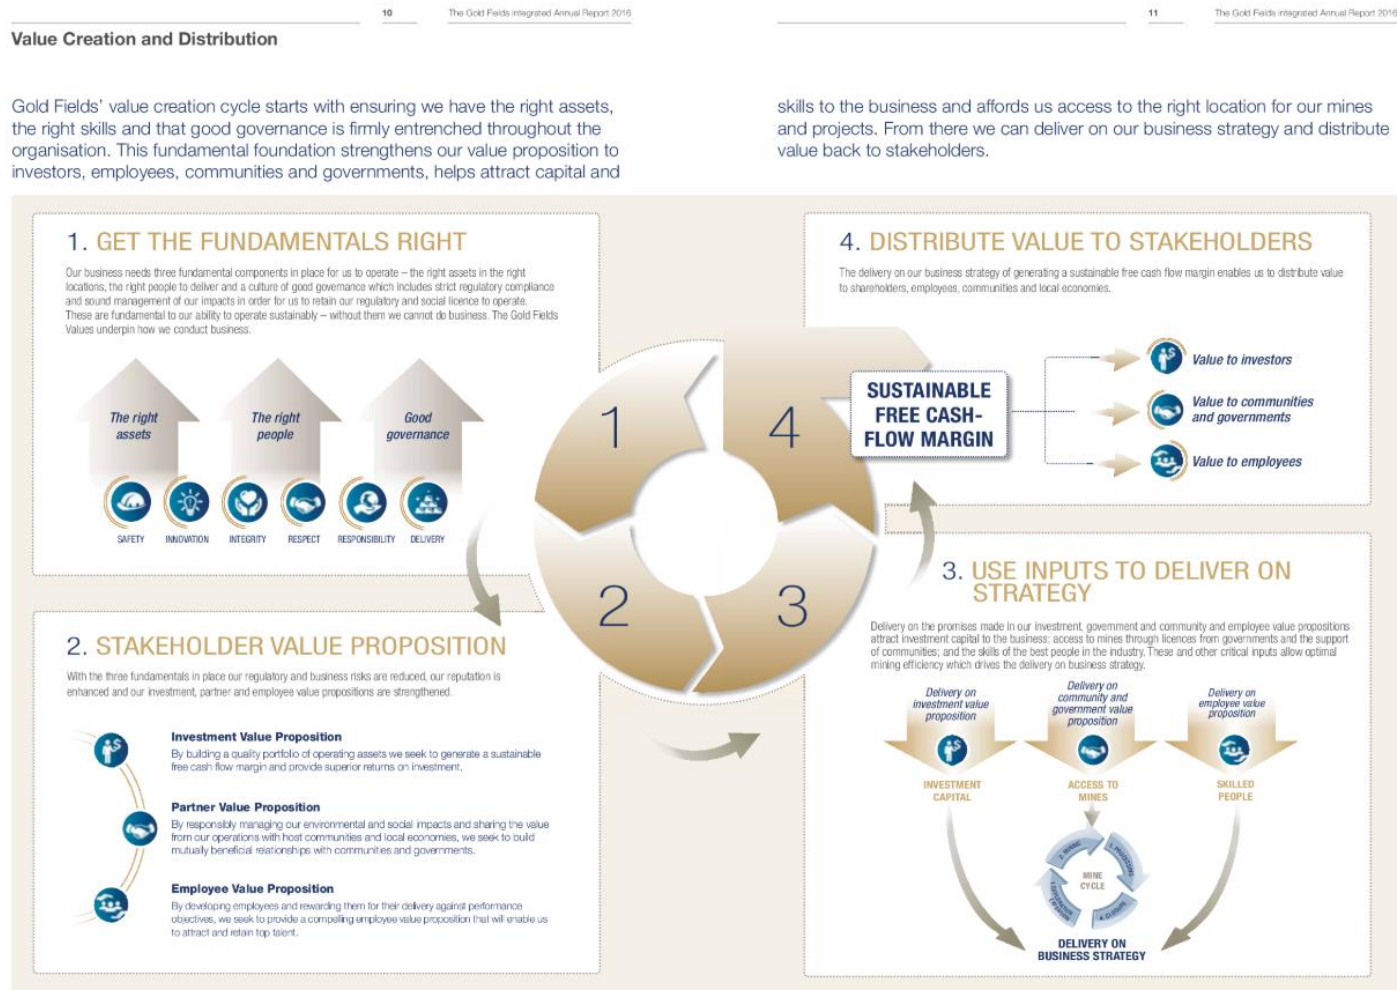 10
The Gold Fields Integrated Annual Report 2016
11
The Gold Fields Integrated Annual Report 2016
Value Creation and Distribution
Gold Fields' value creation cycle starts with ensuring we have the right assets,
the right skills and that good governance is firmly entrenched throughout the
organisation. This fundamental foundation strengthens our value proposition to
investors, employees, communities and governments, helps attract capital and
skills to the business and affords us access to the right location for our mines
and projects. From there we can deliver on our business strategy and distribute
value back to stakeholders.
1. GET THE FUNDAMENTALS RIGHT
Our business needs three fundamental components in place for us to operate – the right assets in the right
locations, the right people to deliver and a culture of good governance which includes strict regulatory compliance
and sound management of our impacts in order for us to retain our regulatory and social licence to operate.
These are fundamental to our ability to operate sustainably – without them we cannot do business. The Gold Fields
Values underpin how we conduct business.
The right
assets
The right
people
Good
governance
SAFETY
INNOVATION
INTEGRITY
RESPECT
RESPONSIBILITY
DELIVERY
2. STAKEHOLDER VALUE PROPOSITION
With the three fundamentals in place our regulatory and business risks are reduced, our reputation is
enhanced and our investment, partner and employee value propositions are strengthened.
Investment Value Proposition
By building a quality portfolio of operating assets we seek to generate a sustainable
free cash flow margin and provide superior returns on investment.
Partner Value Proposition
By responsibly managing our environmental and social impacts and sharing the value
from our operations with host communities and local economies, we seek to build
mutually beneficial relationships with communities and governments.
Employee Value Proposition
By developing employees and rewarding them for their delivery against performance
objectives, we seek to provide a compelling employee value proposition that will enable us
to attract and retain top talent.
1
2
3
4
4. DISTRIBUTE VALUE TO STAKEHOLDERS
The delivery on our business strategy of generating a sustainable free cash flow margin enables us to distribute value
to shareholders, employees, communities and local economies.
SUSTAINABLE
FREE CASH-
FLOW MARGIN
Value to investors
Value to communities
and governments
Value to employees
3. USE INPUTS TO DELIVER ON
STRATEGY
Delivery on the promises made in our investment, government and community and employee value propositions
attract investment capital to the business; access to mines through licences from governments and the support
of communities; and the skills of the best people in the industry. These and other critical inputs allow optimal
mining efficiency which drives the delivery on business strategy.
Delivery on
investment value
proposition
Delivery on
community and
government value
proposition
Delivery on
employee value
proposition
INVESTMENT
CAPITAL
ACCESS TO
MINES
SKILLED
PEOPLE
2. MINING
3. PROCESSING
4. CLOSURE
MINE
CYCLE
DELIVERY ON
BUSINESS STRATEGY